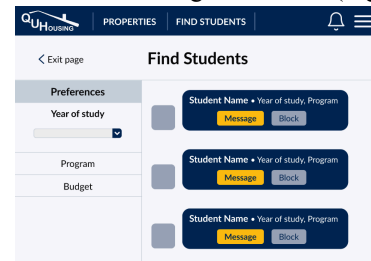 QUHOUSING PROPERTIES FIND STUDENTS
Exit page Find Students
Preferences
Year of study
Program
Budget
Student Name • Year of study, Program
Message Block
Student Name • Year of study, Program
Message Block
Student Name • Year of study, Program
Message Block